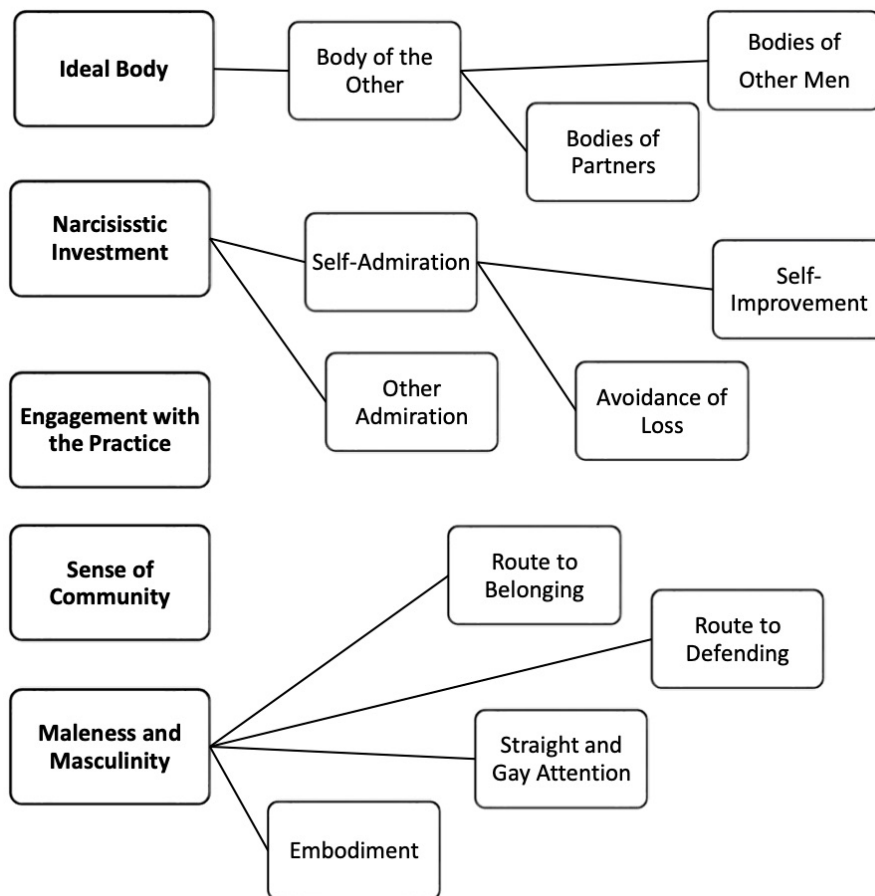 Ideal Body
Body of the
Other
Bodies of
Other Men
Bodies of
Partners
Narcisisstic
Investment
Self-Admiration
Self-
Improvement
Other
Admiration
Avoidance of
Loss
Engagement with
the Practice
Sense of
Community
Route to
Belonging
Route to
Defending
Maleness and
Masculinity
Straight and
Gay Attention
Embodiment